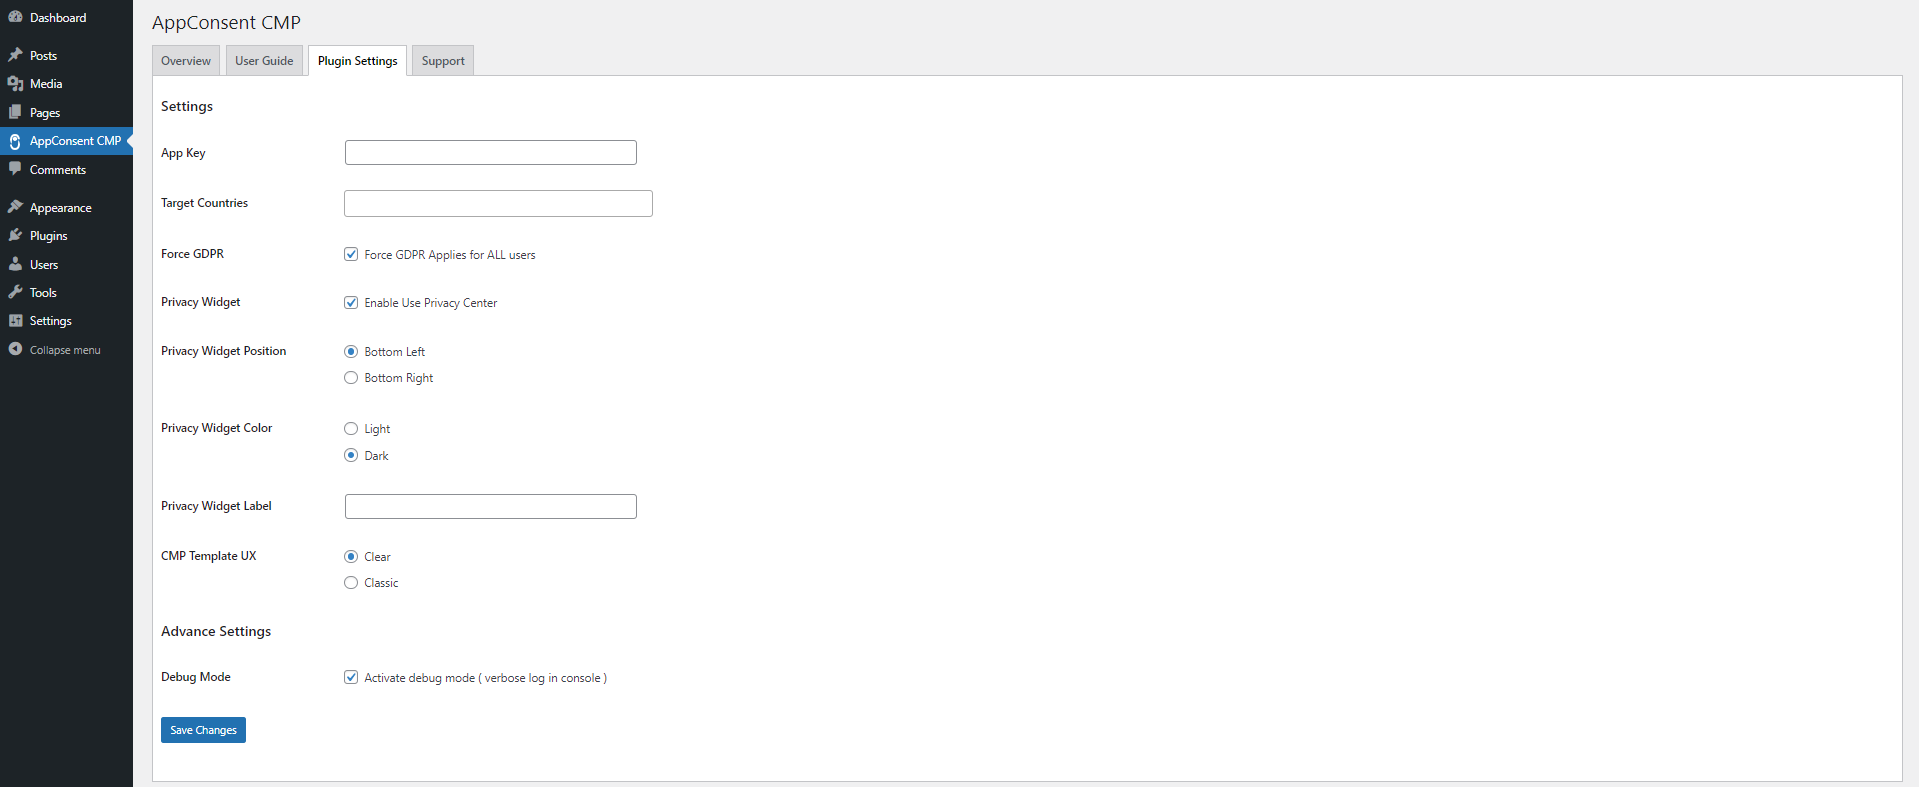 Dashboard
Posts
Media
Pages
AppConsent CMP
Comments
Appearance
Plugins
Users
Tools
Settings
Collapse menu
AppConsent CMP
Overview
User Guide
Plugin Settings
Support
Settings
App Key
Target Countries
Force GDPR
Force GDPR Applies for ALL users
Privacy Widget
Enable Use Privacy Center
Privacy Widget Position
Bottom Left
Bottom Right
Privacy Widget Color
Light
Dark
Privacy Widget Label
CMP Template UX
Clear
Classic
Advance Settings
Debug Mode
Activate debug mode ( verbose log in console )
Save Changes